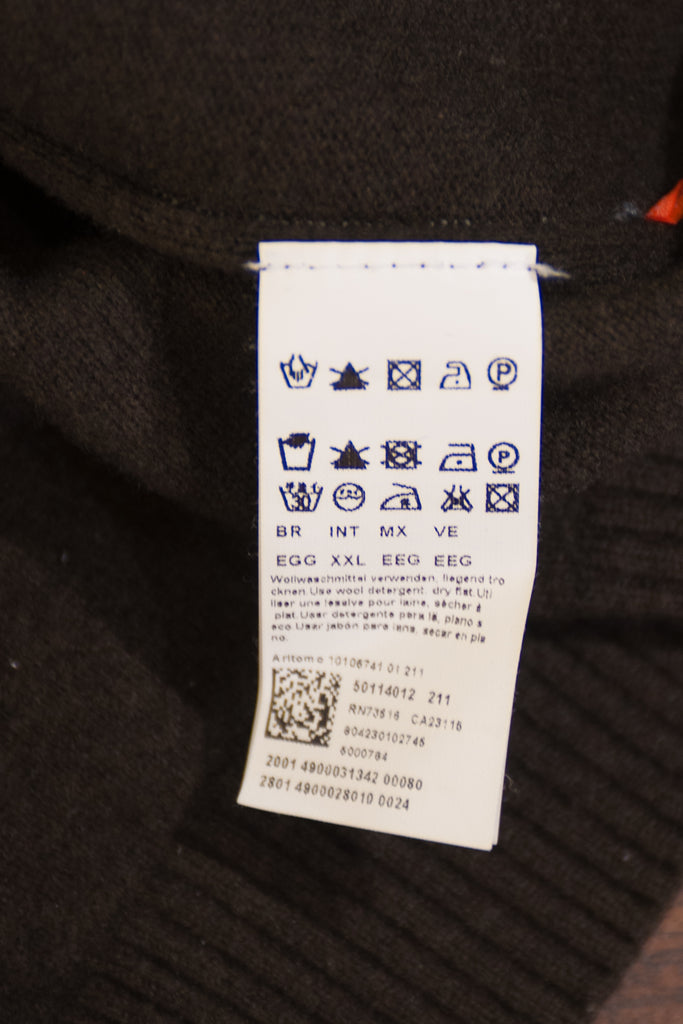 P
P
30
BR INT MX VE
EGG XXL EEG EEG
Wollwaschmittel verwenden, liegend tro
cknen.Use wool detergent, dry flat.Uti
liser une lessive pour laine, sécher à
plat.Usar detergente para lã, plano s
eco.Usar jabón para lana, secar en pla
no.
10106741 01 211
50114012 211
RN73516 CA23116
804230102745
6000784
2001 4900031342 00080
2801 4900028010 0024